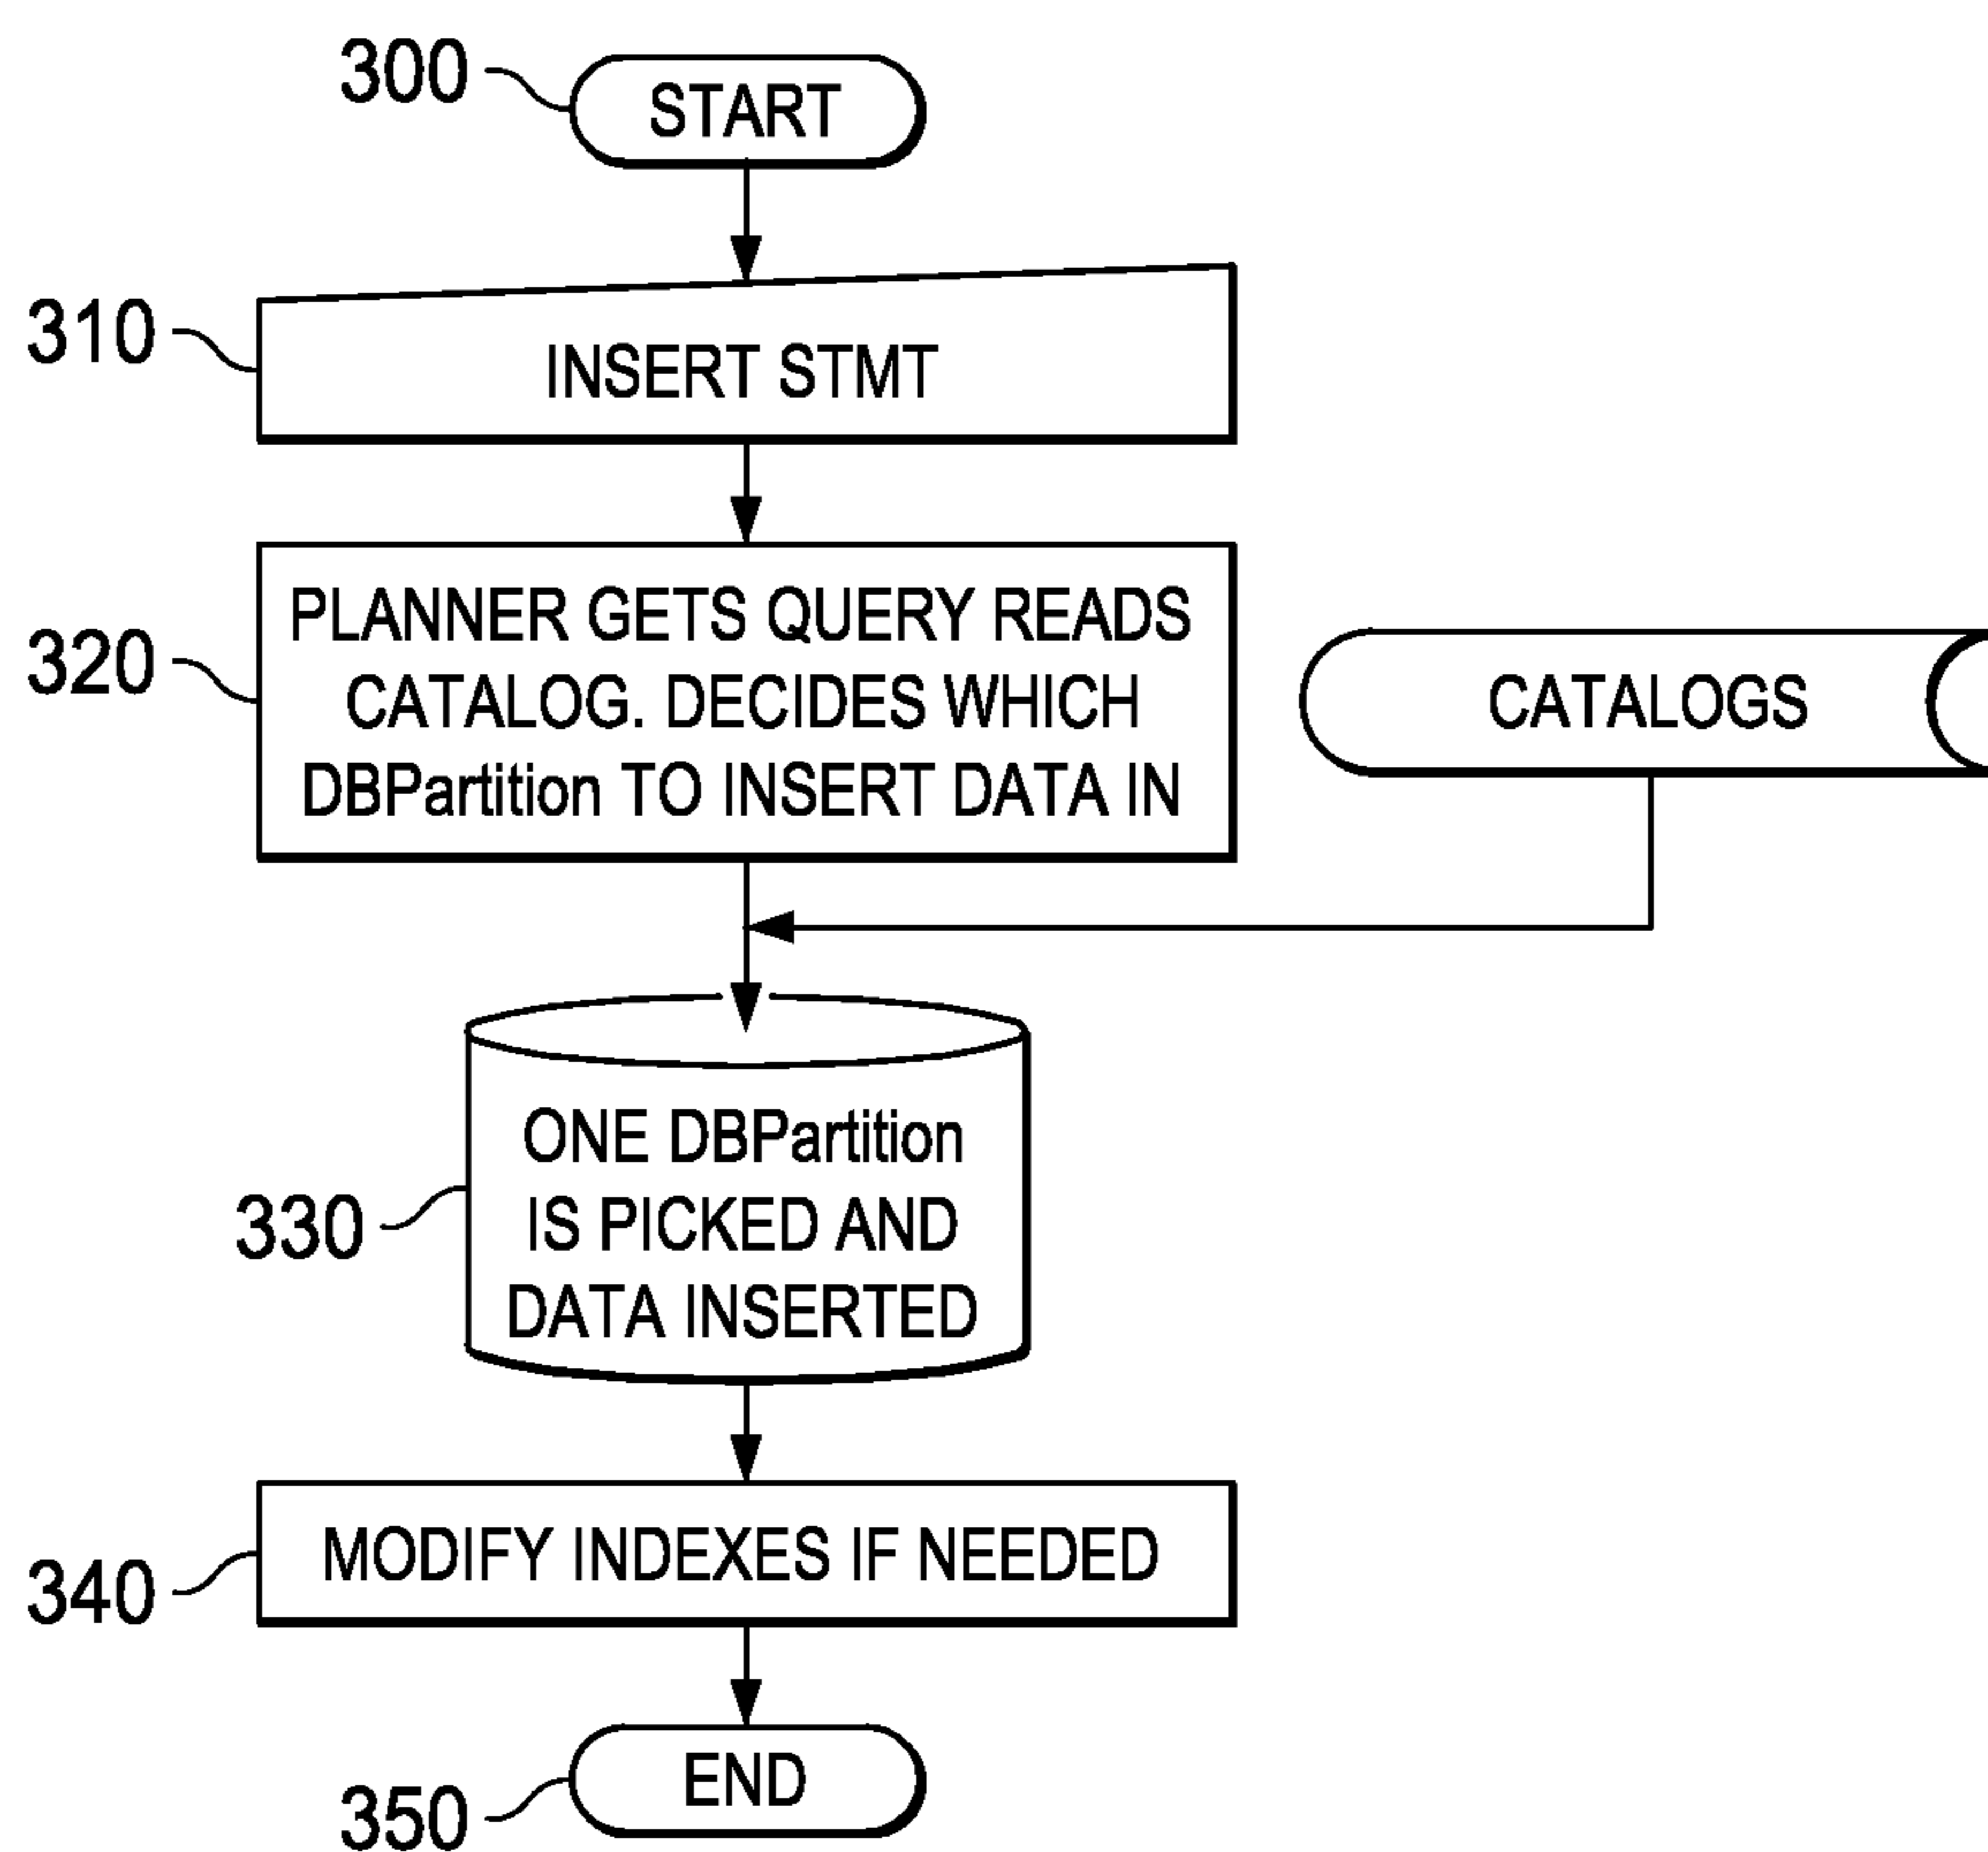 300
START
310
INSERT STMT
320
PLANNER GETS QUERY READS
CATALOG. DECIDES WHICH
DBPartition TO INSERT DATA IN
CATALOGS
330
ONE DBPartition
IS PICKED AND
DATA INSERTED
340
MODIFY INDEXES IF NEEDED
350
END